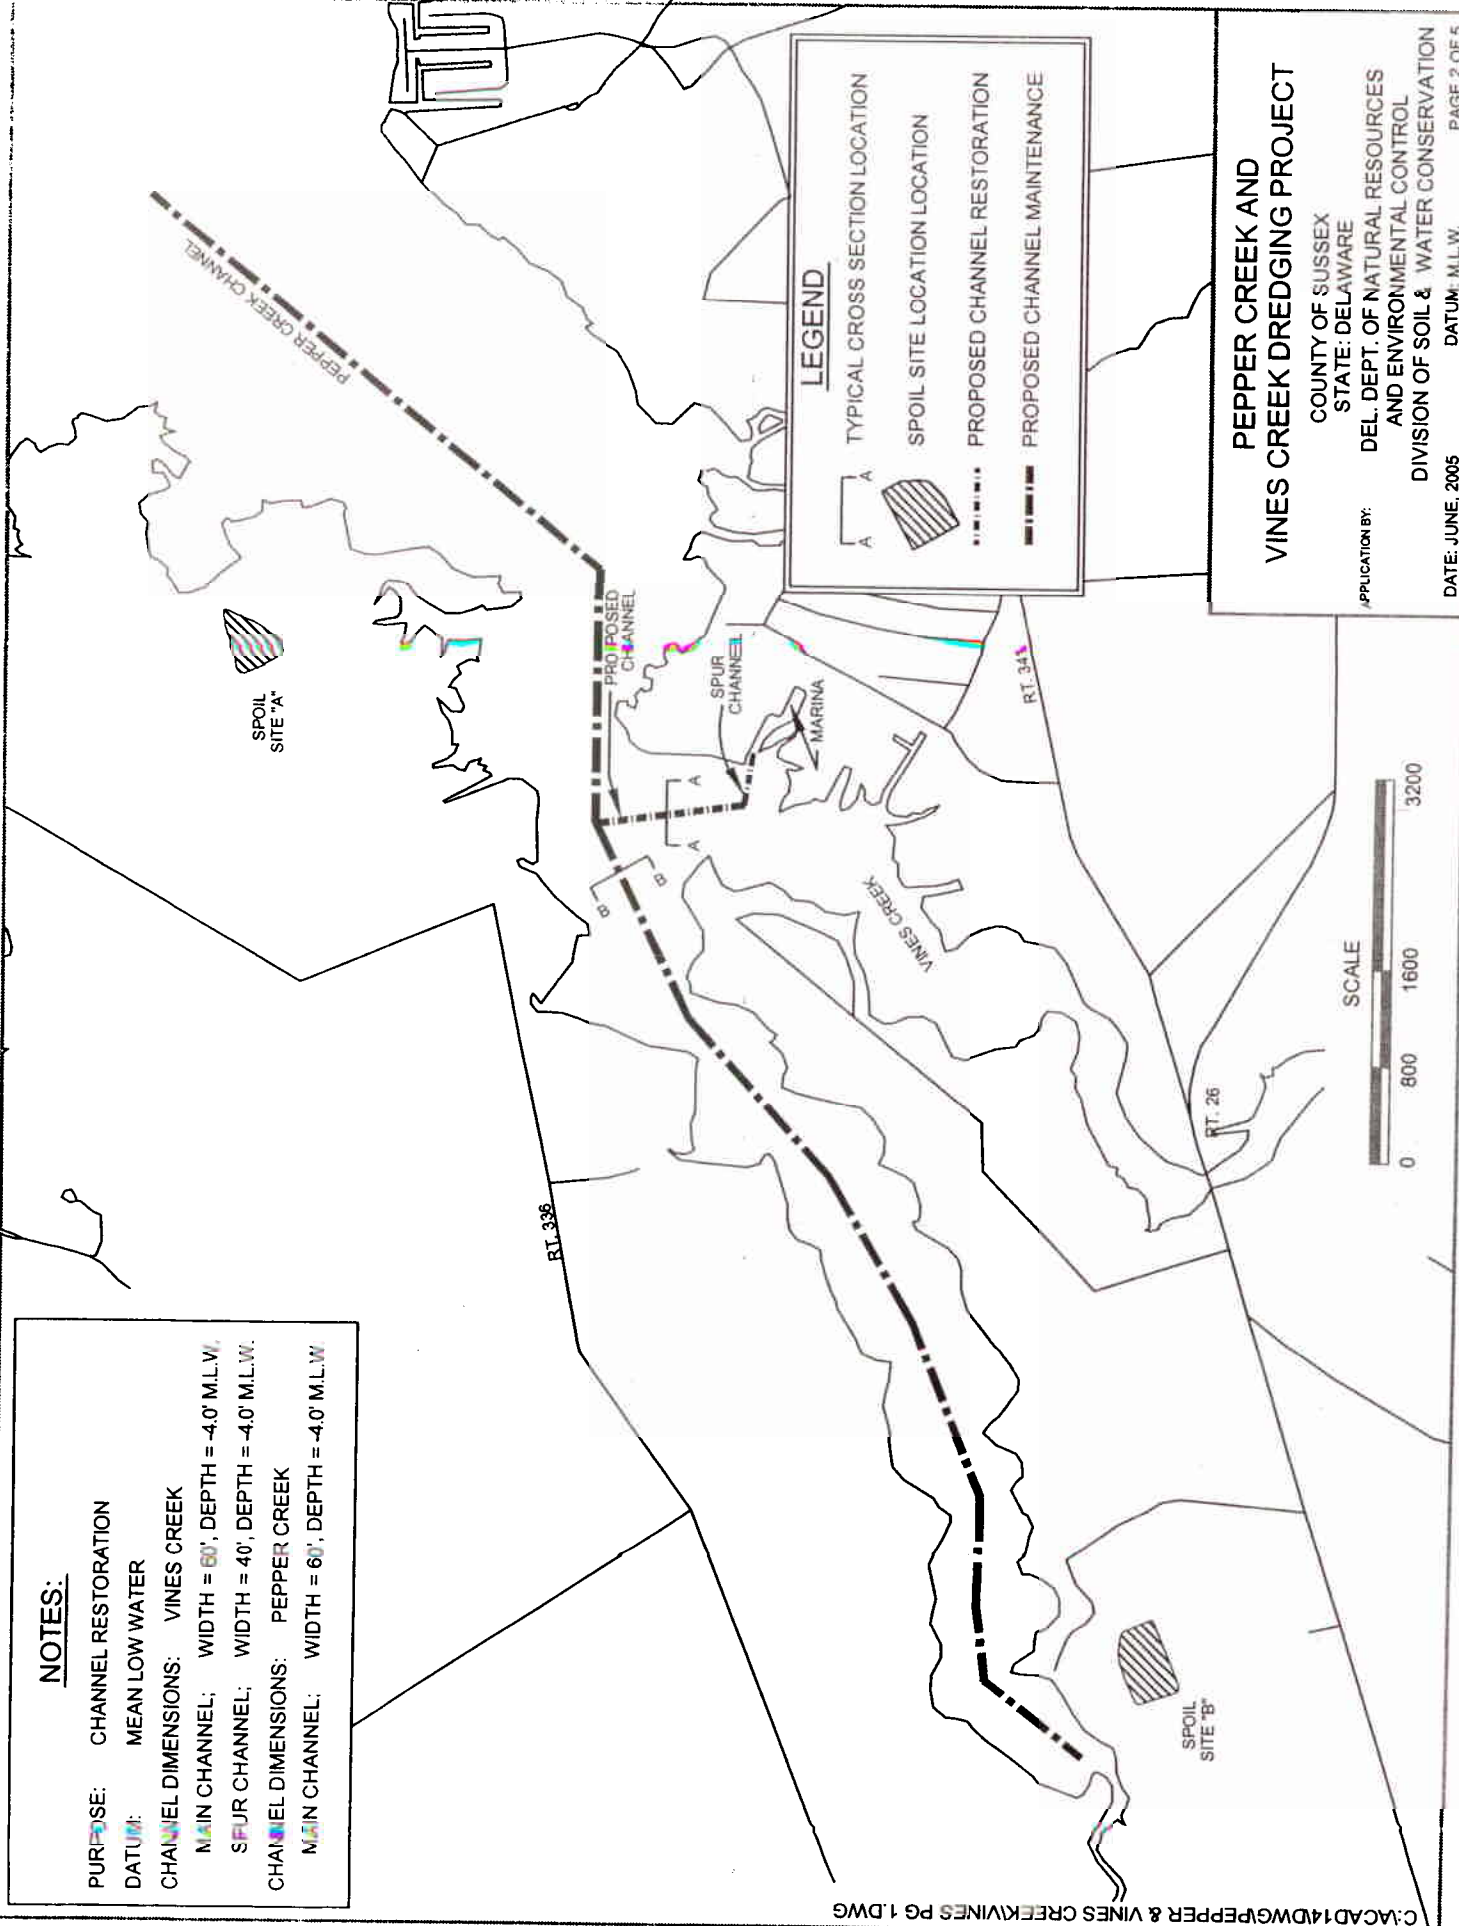 NOTES:
PURPOSE: CHANNEL RESTORATION
DATUM: MEAN LOW WATER
CHANNEL DIMENSIONS: VINES CREEK
MAIN CHANNEL; WIDTH = 60', DEPTH = -4.0' M.L.W.
SPUR CHANNEL; WIDTH = 40', DEPTH = -4.0' M.L.W.
CHANNEL DIMENSIONS: PEPPER CREEK
MAIN CHANNEL; WIDTH = 60', DEPTH = -4.0' M.L.W.
PEPPER CREEK CHANNEL
SPOIL
SITE "A"
RT. 336
PROPOSED
CHANNEL
SPUR
CHANNEL
MARINA
A
A
B
B
VINES CREEK
RT. 341
RT. 26
SPOIL
SITE "B"
LEGEND
A A
TYPICAL CROSS SECTION LOCATION
SPOIL SITE LOCATION LOCATION
PROPOSED CHANNEL RESTORATION
PROPOSED CHANNEL MAINTENANCE
SCALE
0 800 1600 3200
PEPPER CREEK AND
VINES CREEK DREDGING PROJECT
COUNTY OF SUSSEX
STATE: DELAWARE
APPLICATION BY: DEL. DEPT. OF NATURAL RESOURCES
AND ENVIRONMENTAL CONTROL
DIVISION OF SOIL & WATER CONSERVATION
DATE: JUNE, 2005 DATUM: M.L.W. PAGE 2 OF 5
C:\ACAD14\DWG\PEPPER & VINES CREEK\VINES PG 1.DWG